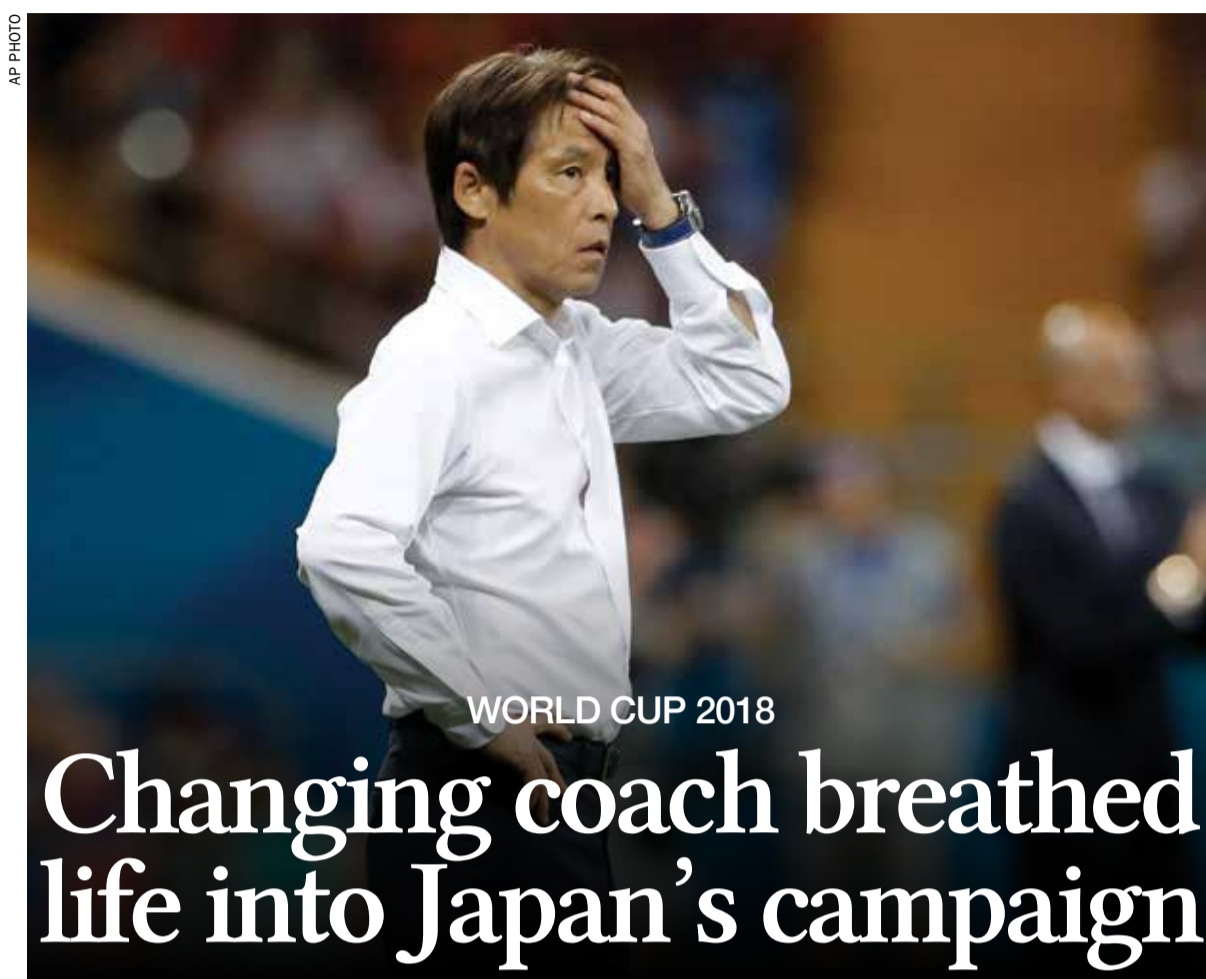 AP PHOTO
WORLD CUP 2018
Changing coach breathed
life into Japan’s campaign